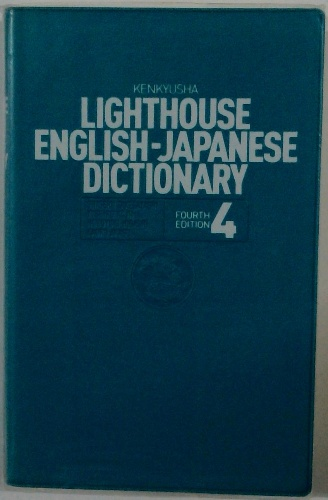 KENKYUSHA
LIGHTHOUSE
ENGLISH-JAPANESE
DICTIONARY
FOURTH
EDITION 4